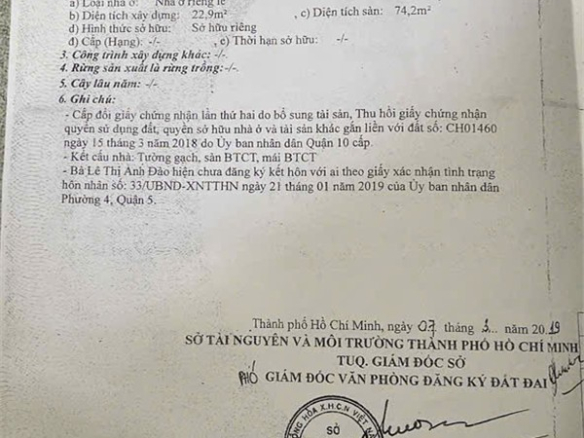 a) Loại nhà ở: Nhà ở riêng lẻ
b) Diện tích xây dựng: 22,9m² , c) Diện tích sàn: 74,2m²
d) Hình thức sở hữu: Sở hữu riêng
đ) Cấp (Hạng): -/- , e) Thời hạn sở hữu: -/-
3. Công trình xây dựng khác: -/-
4. Rừng sản xuất là rừng trồng: -/-.
5. Cây lâu năm: -/-
6. Ghi chú:
- Cấp đổi giấy chứng nhận lần thứ hai do bổ sung tài sản, Thu hồi giấy chứng nhận
quyền sử dụng đất, quyền sở hữu nhà ở và tài sản khác gắn liền với đất số: CH01460
ngày 15 tháng 3 năm 2018 do Ủy ban nhân dân Quận 10 cấp.
- Kết cấu nhà: Tường gạch, sàn BTCT, mái BTCT
- Bà Lê Thị Anh Đào hiện chưa đăng ký kết hôn với ai theo giấy xác nhận tình trạng
hôn nhân số: 33/UBND-XNTTHN ngày 21 tháng 01 năm 2019 của Ủy ban nhân dân
Phường 4, Quận 5.
Thành phố Hồ Chí Minh, ngày 07 tháng 3... năm 2019
SỞ TÀI NGUYÊN VÀ MÔI TRƯỜNG THÀNH PHỐ HỒ CHÍ MINH
TUQ. GIÁM ĐỐC SỞ
PHÓ GIÁM ĐỐC VĂN PHÒNG ĐĂNG KÝ ĐẤT ĐAI
X.H.C.N VIỆT
SỞ